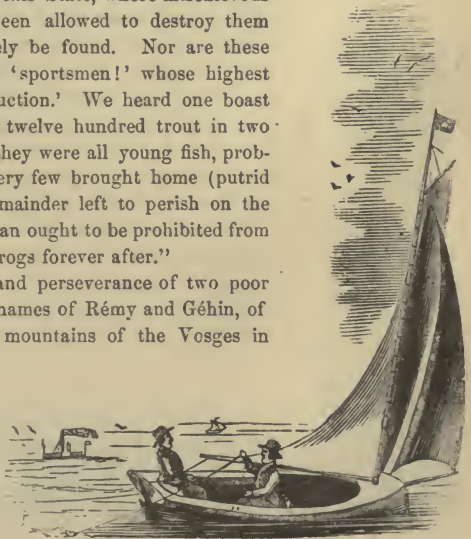 een allowed to destroy them
ely be found. Nor are these
'sportsmen!' whose highest
uction.' We heard one boast
twelve hundred trout in two
hey were all young fish, prob-
ery few brought home (putrid
mainder left to perish on the
an ought to be prohibited from
rogs forever after."
and perseverance of two poor
names of Rémy and Géhin, of
mountains of the Vosges in